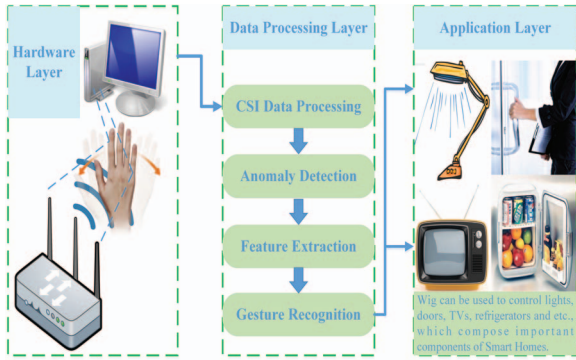 Hardware
Layer
Data Processing Layer
CSI Data Processing
Anomaly Detection
Feature Extraction
Gesture Recognition
Application Layer
Wig can be used to control lights,
doors, TVs, refrigerators and etc.,
which compose important
components of Smart Homes.